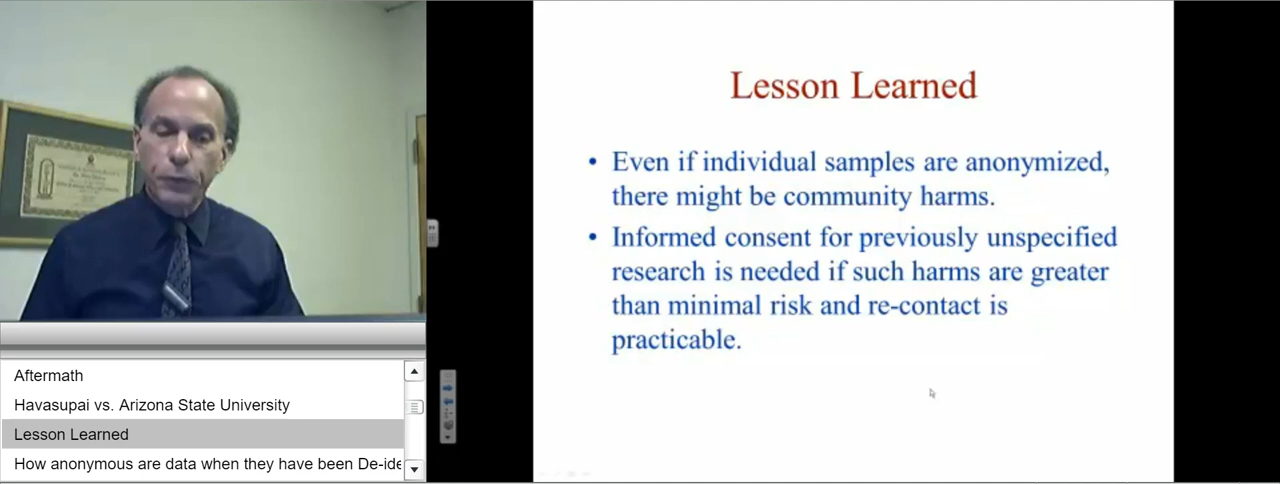 Lesson Learned
• Even if individual samples are anonymized,
there might be community harms.
• Informed consent for previously unspecified
research is needed if such harms are greater
than minimal risk and re-contact is
practicable.
Aftermath
Havasupai vs. Arizona State University
Lesson Learned
How anonymous are data when they have been De-ide